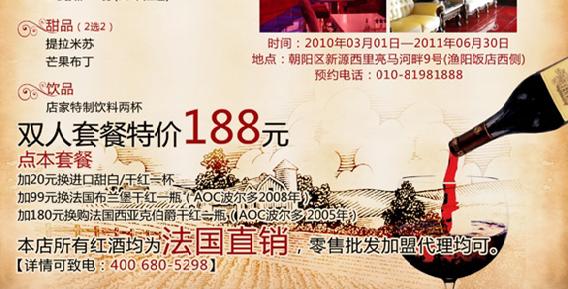 甜品（2选2）
提拉米苏
芒果布丁
时间：2010年03月01日—2011年06月30日
地点：朝阳区新源西里亮马河畔9号(渔阳饭店西侧)
预约电话：010-81981888
饮品
店家特制饮料两杯
双人套餐特价188元
点本套餐
加20元换进口甜白/干红一杯
加99元换法国布兰堡干红一瓶（AOC波尔多2008年）
加180元换购法国西亚克伯爵干红一瓶（AOC波尔多2005年）
本店所有红酒均为法国直销，零售批发加盟代理均可。
【详情可致电：400 680-5298】